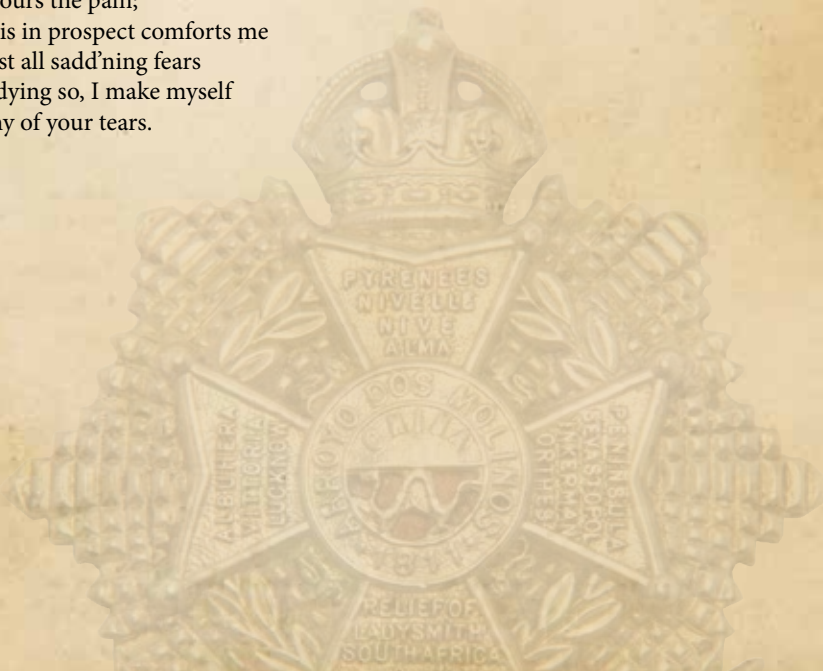 ours the pain;
is in prospect comforts me
st all sadd’ning fears
dying so, I make myself
y of your tears.
PYRENEES
NIVELLE
NIVE
ALMA
ARROYO DOS MOLINOS
CHINA
1811
ALBUHERA
VITTORIA
LUCKNOW
PENINSULA
SEVASTOPOL
INKERMAN
ORTHES
RELIEF OF
LADYSMITH
SOUTH AFRICA